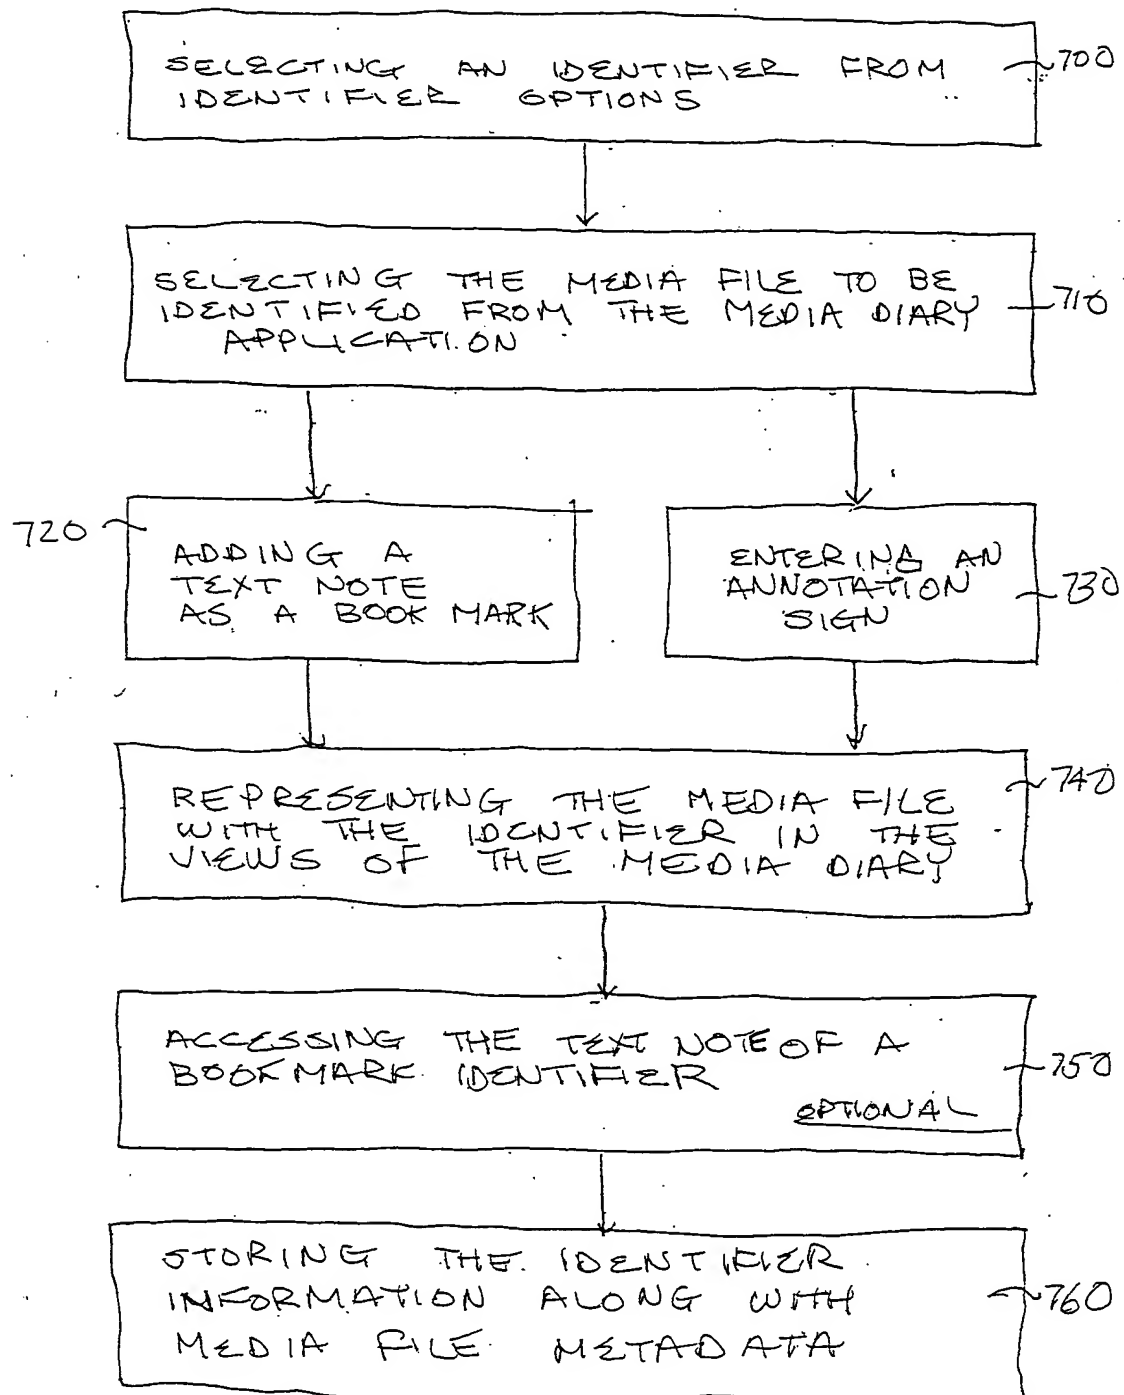 SELECTING AN IDENTIFIER FROM
IDENTIFIER OPTIONS
700
SELECTING THE MEDIA FILE TO BE
IDENTIFIED FROM THE MEDIA DIARY
APPLICATION
710
720
ADDING A
TEXT NOTE
AS A BOOK MARK
ENTERING AN
ANNOTATION
SIGN
730
REPRESENTING THE MEDIA FILE
WITH THE IDENTIFIER IN THE
VIEWS OF THE MEDIA DIARY
740
ACCESSING THE TEXT NOTE OF A
BOOKMARK IDENTIFIER
OPTIONAL
750
STORING THE IDENTIFIER
INFORMATION ALONG WITH
MEDIA FILE METADATA
760